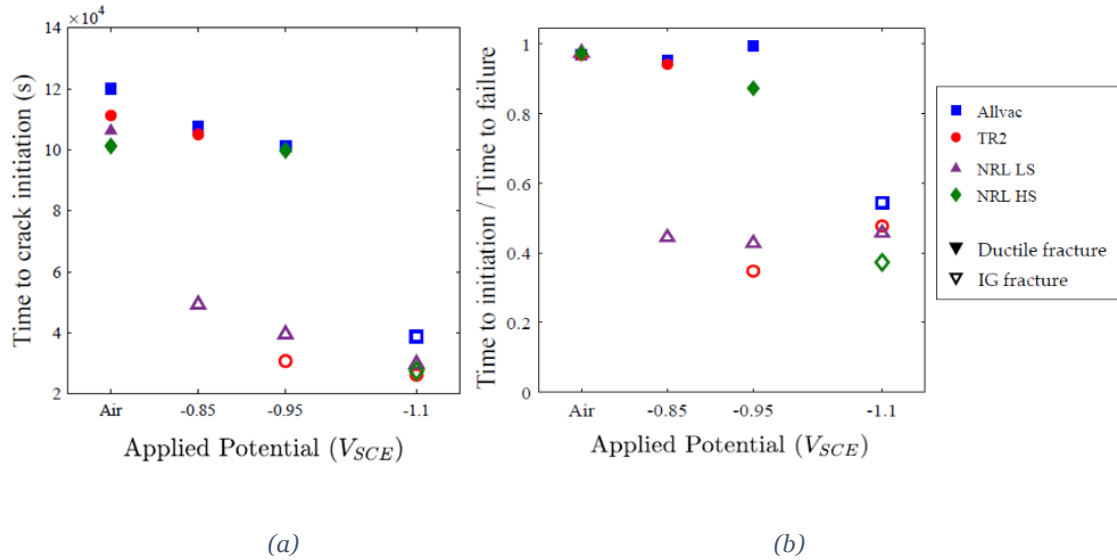 ×10⁴
14
12
10
8
6
4
2
Time to crack initiation (s)
Air
-0.85
-0.95
-1.1
Applied Potential (V_SCE)
(a)
1
0.8
0.6
0.4
0.2
0
Time to initiation / Time to failure
Air
-0.85
-0.95
-1.1
Applied Potential (V_SCE)
(b)
Allvac
TR2
NRL LS
NRL HS
Ductile fracture
IG fracture